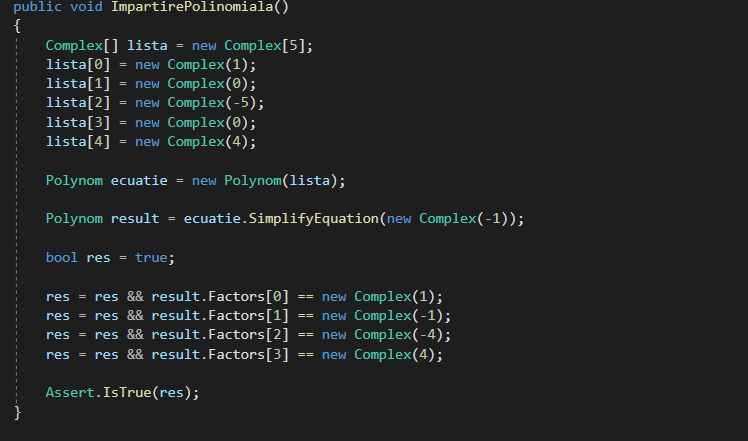 public void ImpartirePolinomiala()
{
Complex[] lista = new Complex[5];
lista[0] = new Complex(1);
lista[1] = new Complex(0);
lista[2] = new Complex(-5);
lista[3] = new Complex(0);
lista[4] = new Complex(4);
Polynom ecuatie = new Polynom(lista);
Polynom result = ecuatie.SimplifyEquation(new Complex(-1));
bool res = true;
res = res && result.Factors[0] == new Complex(1);
res = res && result.Factors[1] == new Complex(-1);
res = res && result.Factors[2] == new Complex(-4);
res = res && result.Factors[3] == new Complex(4);
Assert.IsTrue(res);
}